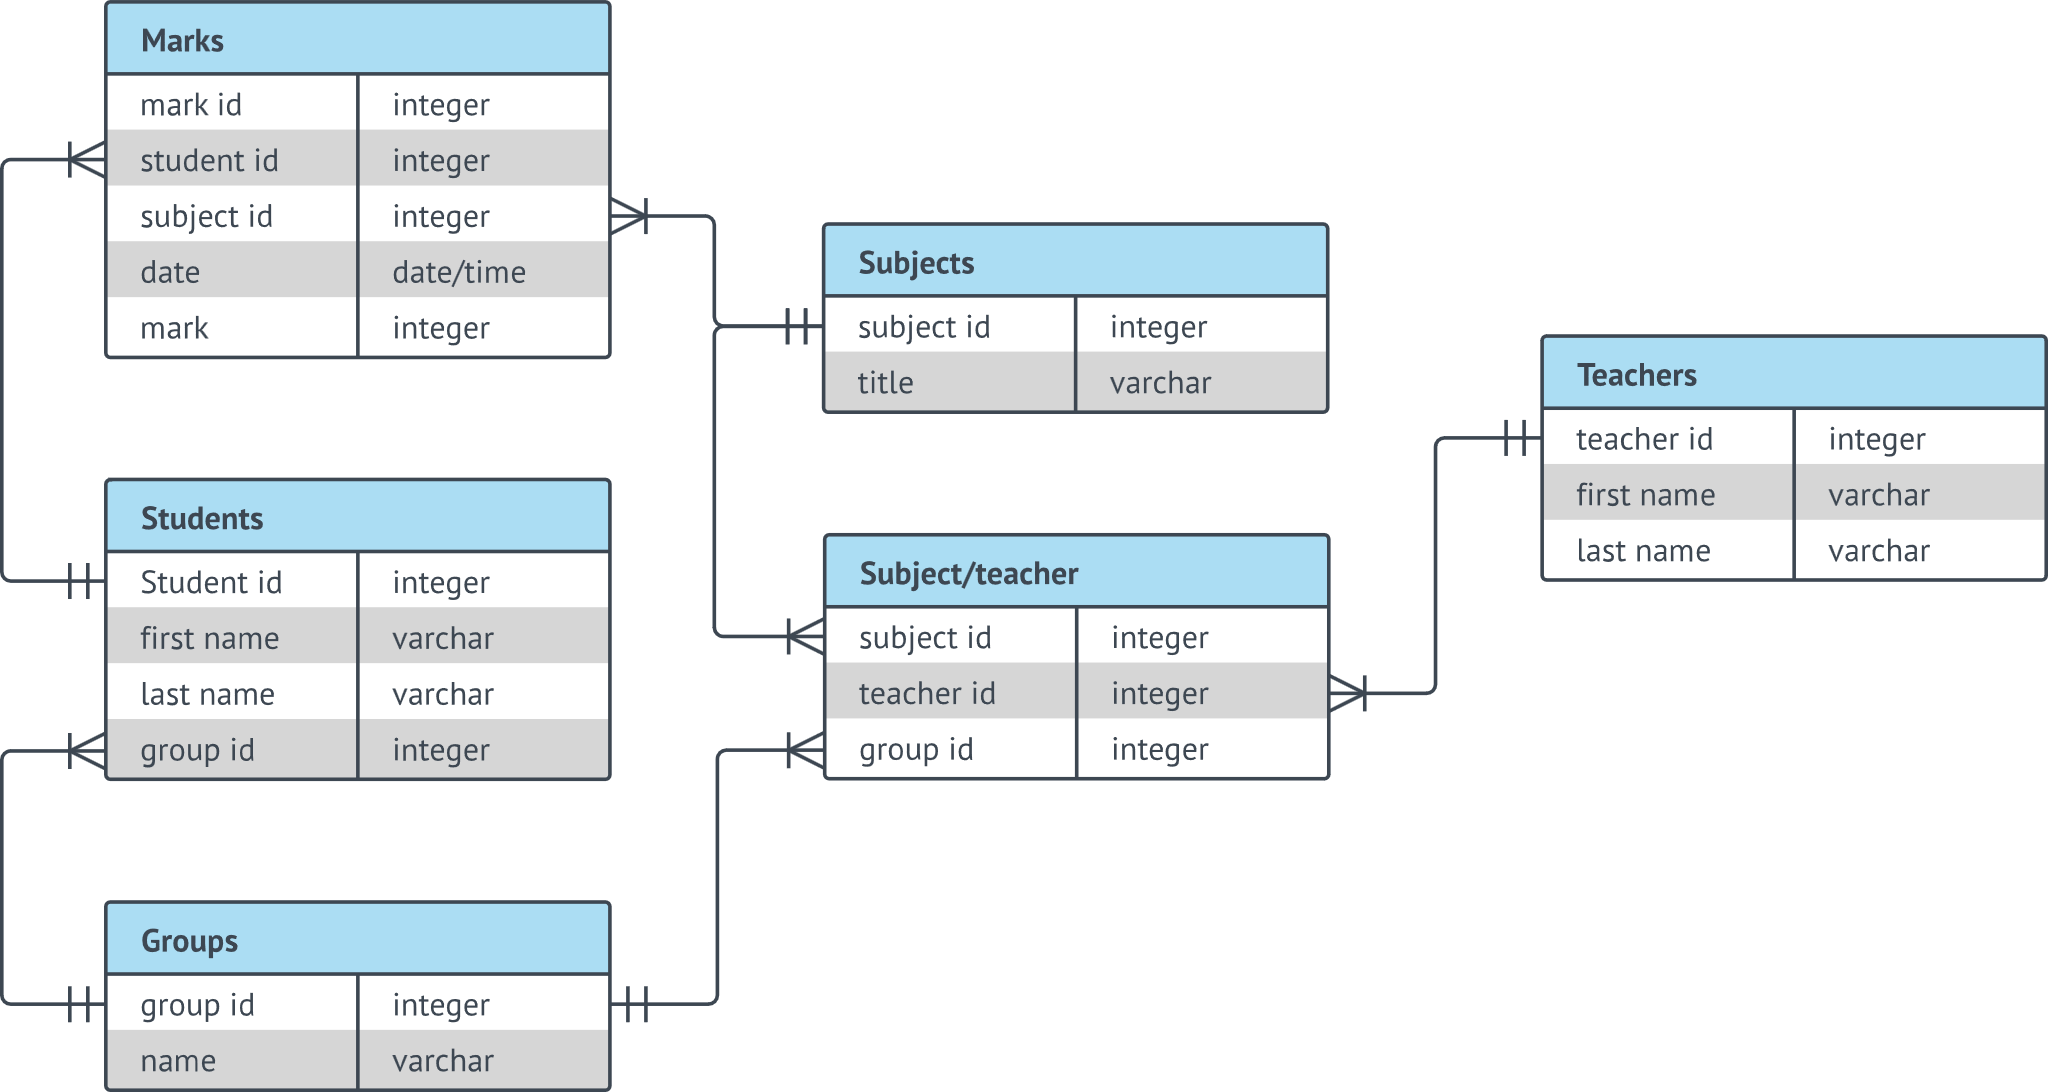 Marks
mark id integer
student id integer
subject id integer
date date/time
mark integer
Subjects
subject id integer
title varchar
Teachers
teacher id integer
first name varchar
last name varchar
Students
Student id integer
first name varchar
last name varchar
group id integer
Subject/teacher
subject id integer
teacher id integer
group id integer
Groups
group id integer
name varchar